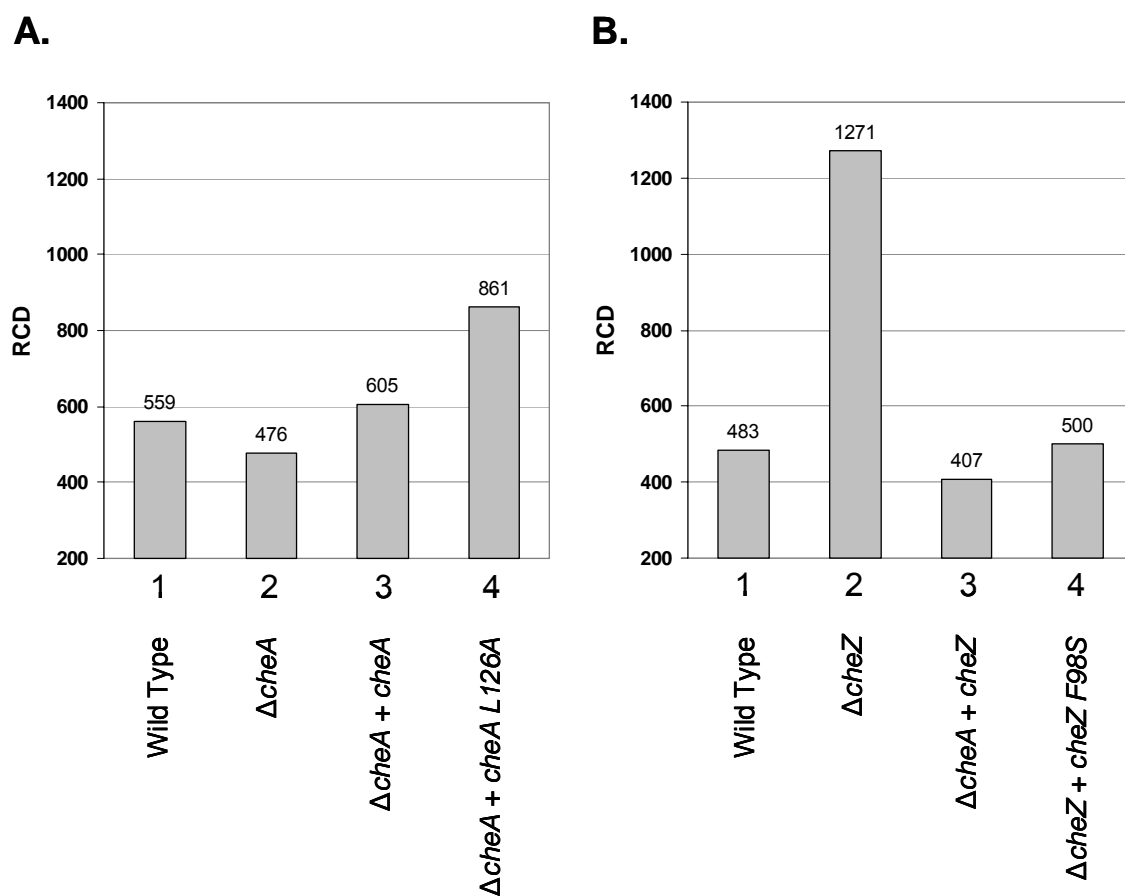 A.
B.
1400
1200
1000
800
600
400
200
RCD
559
476
605
861
1
2
3
4
Wild Type
ΔcheA
ΔcheA + cheA
ΔcheA + cheA L126A
1400
1200
1000
800
600
400
200
RCD
483
1271
407
500
1
2
3
4
Wild Type
ΔcheZ
ΔcheA + cheZ
ΔcheZ + cheZ F98S